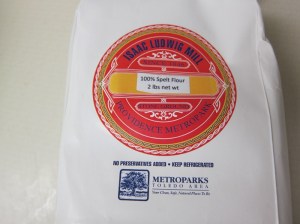 ISAAC LUDWIG MILL
100% Spelt Flour
2 lbs net wt
PROVIDENCE METROPARK
NO PRESERVATIVES ADDED • KEEP REFRIGERATED
METROPARKS
TOLEDO AREA